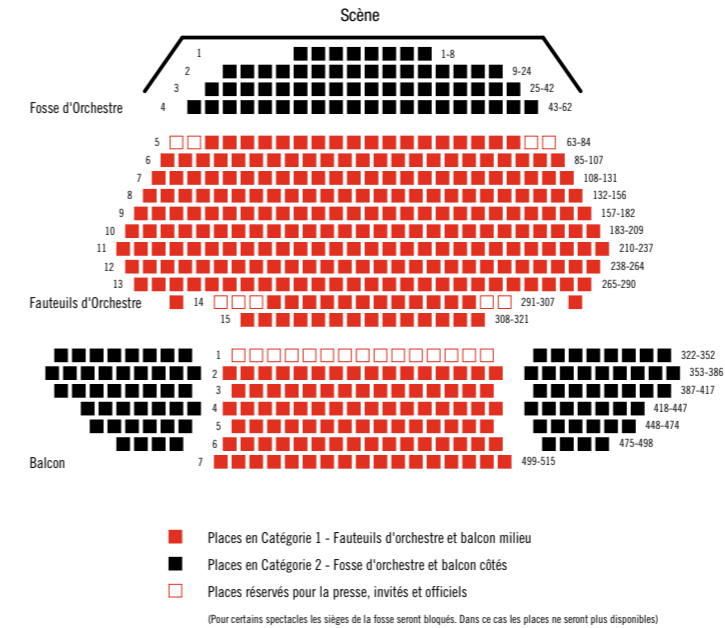 Scène
1 1-8
2 9-24
3 25-42
Fosse d'Orchestre 4 43-62
5 63-84
6 85-107
7 108-131
8 132-156
9 157-182
10 183-209
11 210-237
12 238-264
13 265-290
Fauteuils d'Orchestre 14 291-307
15 308-321
1 322-352
2 353-386
3 387-417
4 418-447
5 448-474
6 475-498
Balcon 7 499-515
Places en Catégorie 1 - Fauteuils d'orchestre et balcon milieu
Places en Catégorie 2 - Fosse d'orchestre et balcon côtés
Places réservés pour la presse, invités et officiels
(Pour certains spectacles les sièges de la fosse seront bloqués. Dans ce cas les places ne seront plus disponibles)